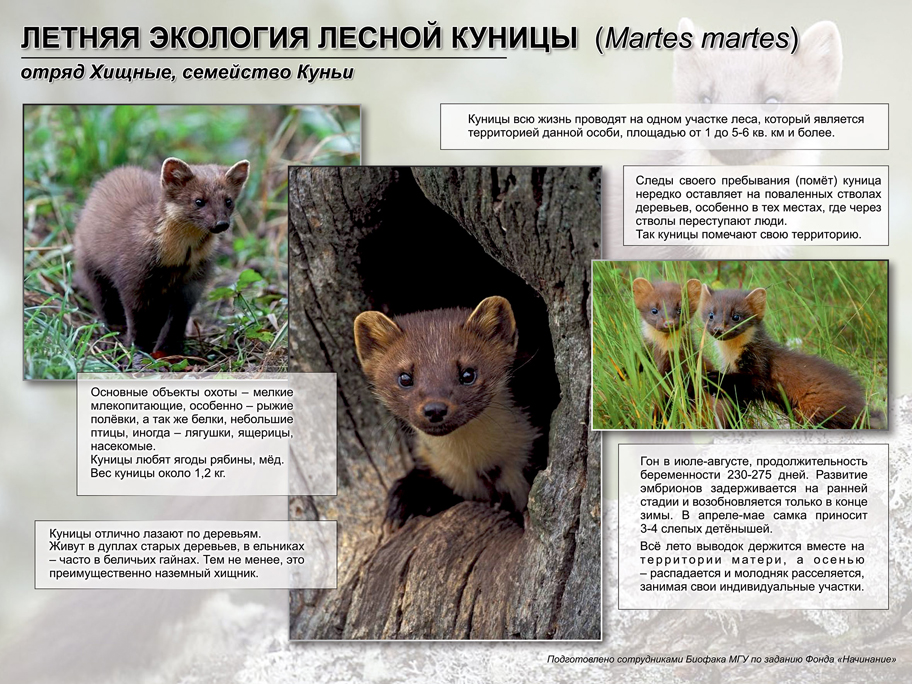 ЛЕТНЯЯ ЭКОЛОГИЯ ЛЕСНОЙ КУНИЦЫ (Martes martes)
отряд Хищные, семейство Куньи
Куницы всю жизнь проводят на одном участке леса, который является
территорией данной особи, площадью от 1 до 5-6 кв. км и более.
Следы своего пребывания (помёт) куница
нередко оставляет на поваленных стволах
деревьев, особенно в тех местах, где через
стволы переступают люди.
Так куницы помечают свою территорию.
Основные объекты охоты – мелкие
млекопитающие, особенно – рыжие
полёвки, а так же белки, небольшие
птицы, иногда – лягушки, ящерицы,
насекомые.
Куницы любят ягоды рябины, мёд.
Вес куницы около 1,2 кг.
Куницы отлично лазают по деревьям.
Живут в дуплах старых деревьев, в ельниках
– часто в беличьих гайнах. Тем не менее, это
преимущественно наземный хищник.
Гон в июле-августе, продолжительность
беременности 230-275 дней. Развитие
эмбрионов задерживается на ранней
стадии и возобновляется только в конце
зимы. В апреле-мае самка приносит
3-4 слепых детёнышей.
Всё лето выводок держится вместе на
территории матери, а осенью
– распадается и молодняк расселяется,
занимая свои индивидуальные участки.
Подготовлено сотрудниками Биофака МГУ по заданию Фонда «Начинание»